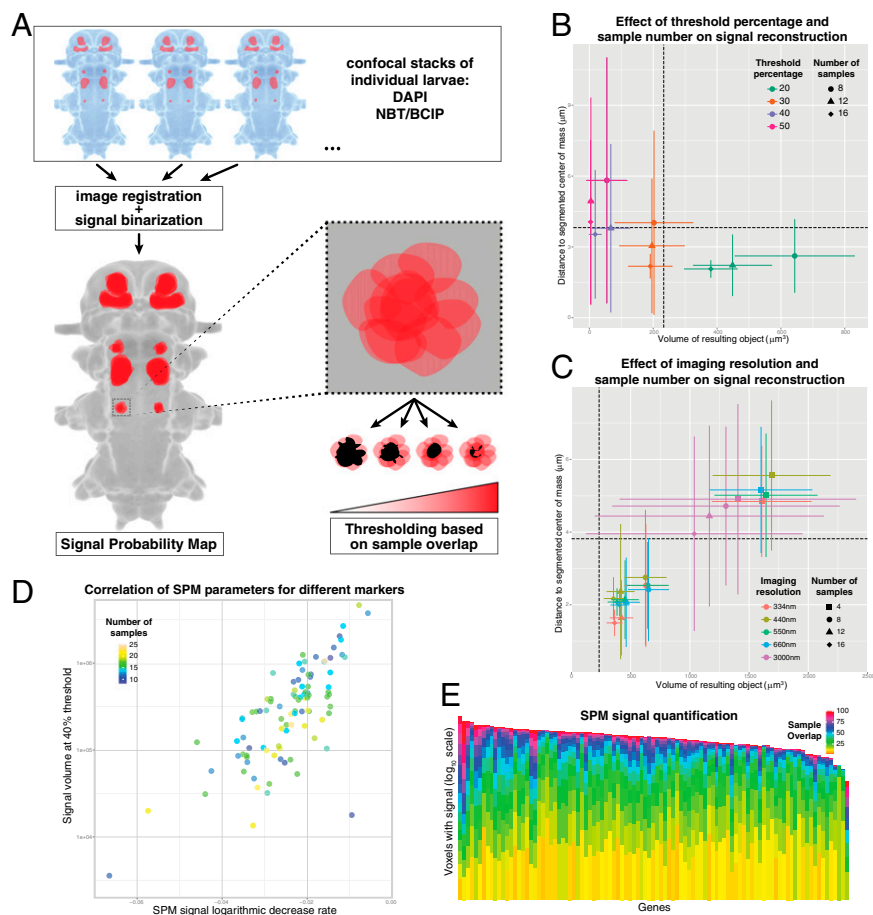 A
confocal stacks of
individual larvae:
DAPI
NBT/BCIP
...
image registration
+
signal binarization
Signal Probability Map
Thresholding based
on sample overlap
B
Effect of threshold percentage and
sample number on signal reconstruction
Threshold
percentage
20
30
40
50
Number of
samples
8
12
16
Distance to segmented center of mass (μm)
9
6
3
0
0
200
400
600
800
Volume of resulting object (μm³)
C
Effect of imaging resolution and
sample number on signal reconstruction
Distance to segmented center of mass (μm)
6
4
2
Imaging
resolution
334nm
440nm
550nm
660nm
3000nm
Number of
samples
4
8
12
16
0
500
1000
1500
2000
2500
Volume of resulting object (μm³)
D
Correlation of SPM parameters for different markers
Number of
samples
25
20
15
10
Signal volume at 40% threshold
1e+06
1e+05
1e+04
−0.06
−0.04
−0.02
0.00
SPM signal logarithmic decrease rate
E
SPM signal quantification
Sample
Overlap
100
75
50
25
Voxels with signal (log₁₀ scale)
Genes